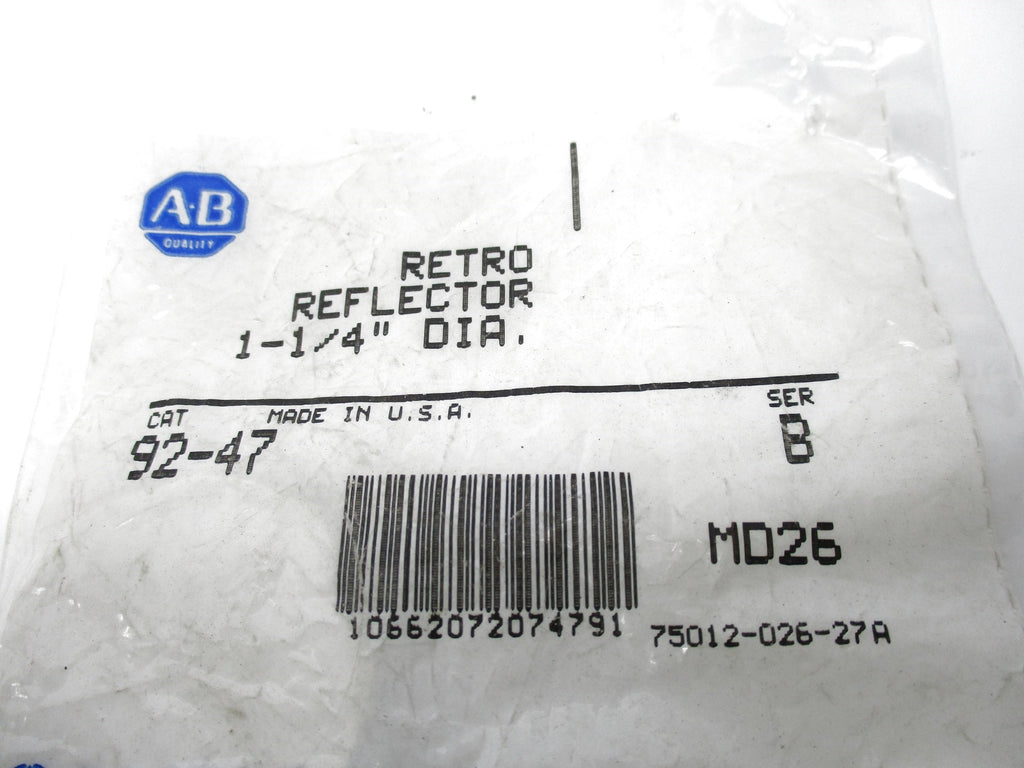 A·B
QUALITY
RETRO
REFLECTOR
1-1/4" DIA.
CAT MADE IN U.S.A. SER
92-47 B
MD26
10662072074791 75012-026-27A